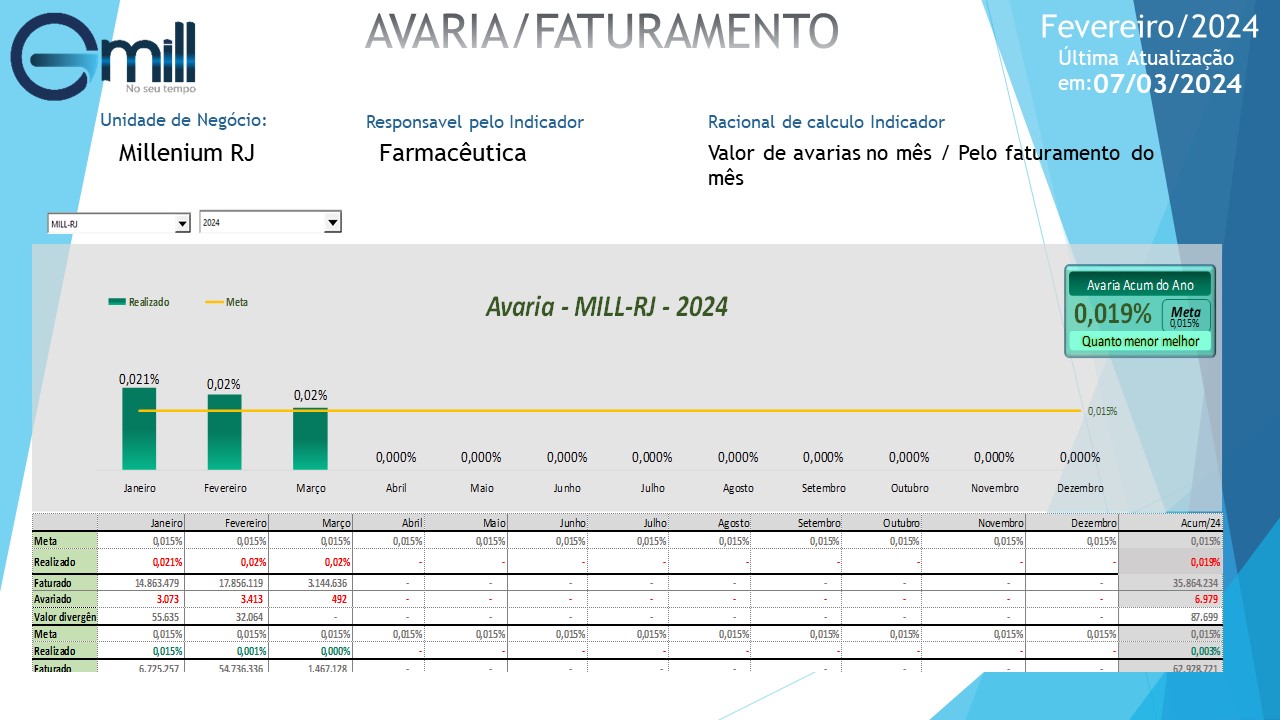 emill
No seu tempo
AVARIA/FATURAMENTO
Fevereiro/2024
Última Atualização
em:07/03/2024
Unidade de Negócio:
Millenium RJ
Responsavel pelo Indicador
Farmacêutica
Racional de calculo Indicador
Valor de avarias no mês / Pelo faturamento do
mês
MILL-RJ
2024
Realizado Meta
Avaria - MILL-RJ - 2024
Avaria Acum do Ano
0,019%
Meta
0,015%
Quanto menor melhor
0,021% 0,02% 0,02% 0,000% 0,000% 0,000% 0,000% 0,000% 0,000% 0,000% 0,000% 0,000%
0,015%
Janeiro Fevereiro Março Abril Maio Junho Julho Agosto Setembro Outubro Novembro Dezembro
Janeiro Fevereiro Março Abril Maio Junho Julho Agosto Setembro Outubro Novembro Dezembro Acum/24
Meta 0,015% 0,015% 0,015% 0,015% 0,015% 0,015% 0,015% 0,015% 0,015% 0,015% 0,015% 0,015% 0,015%
Realizado 0,021% 0,02% 0,02% - - - - - - - - - 0,019%
Faturado 14.863.479 17.856.119 3.144.636 - - - - - - - - - 35.864.234
Avariado 3.073 3.413 492 - - - - - - - - - 6.979
Valor divergên 55.635 32.064 - - - - - - - - - - 87.699
Meta 0,015% 0,015% 0,015% 0,015% 0,015% 0,015% 0,015% 0,015% 0,015% 0,015% 0,015% 0,015% 0,015%
Realizado 0,015% 0,001% 0,000% - - - - - - - - - 0,003%
Faturado 6.725.257 54.736.336 1.467.128 - - - - - - - - - 62.928.721